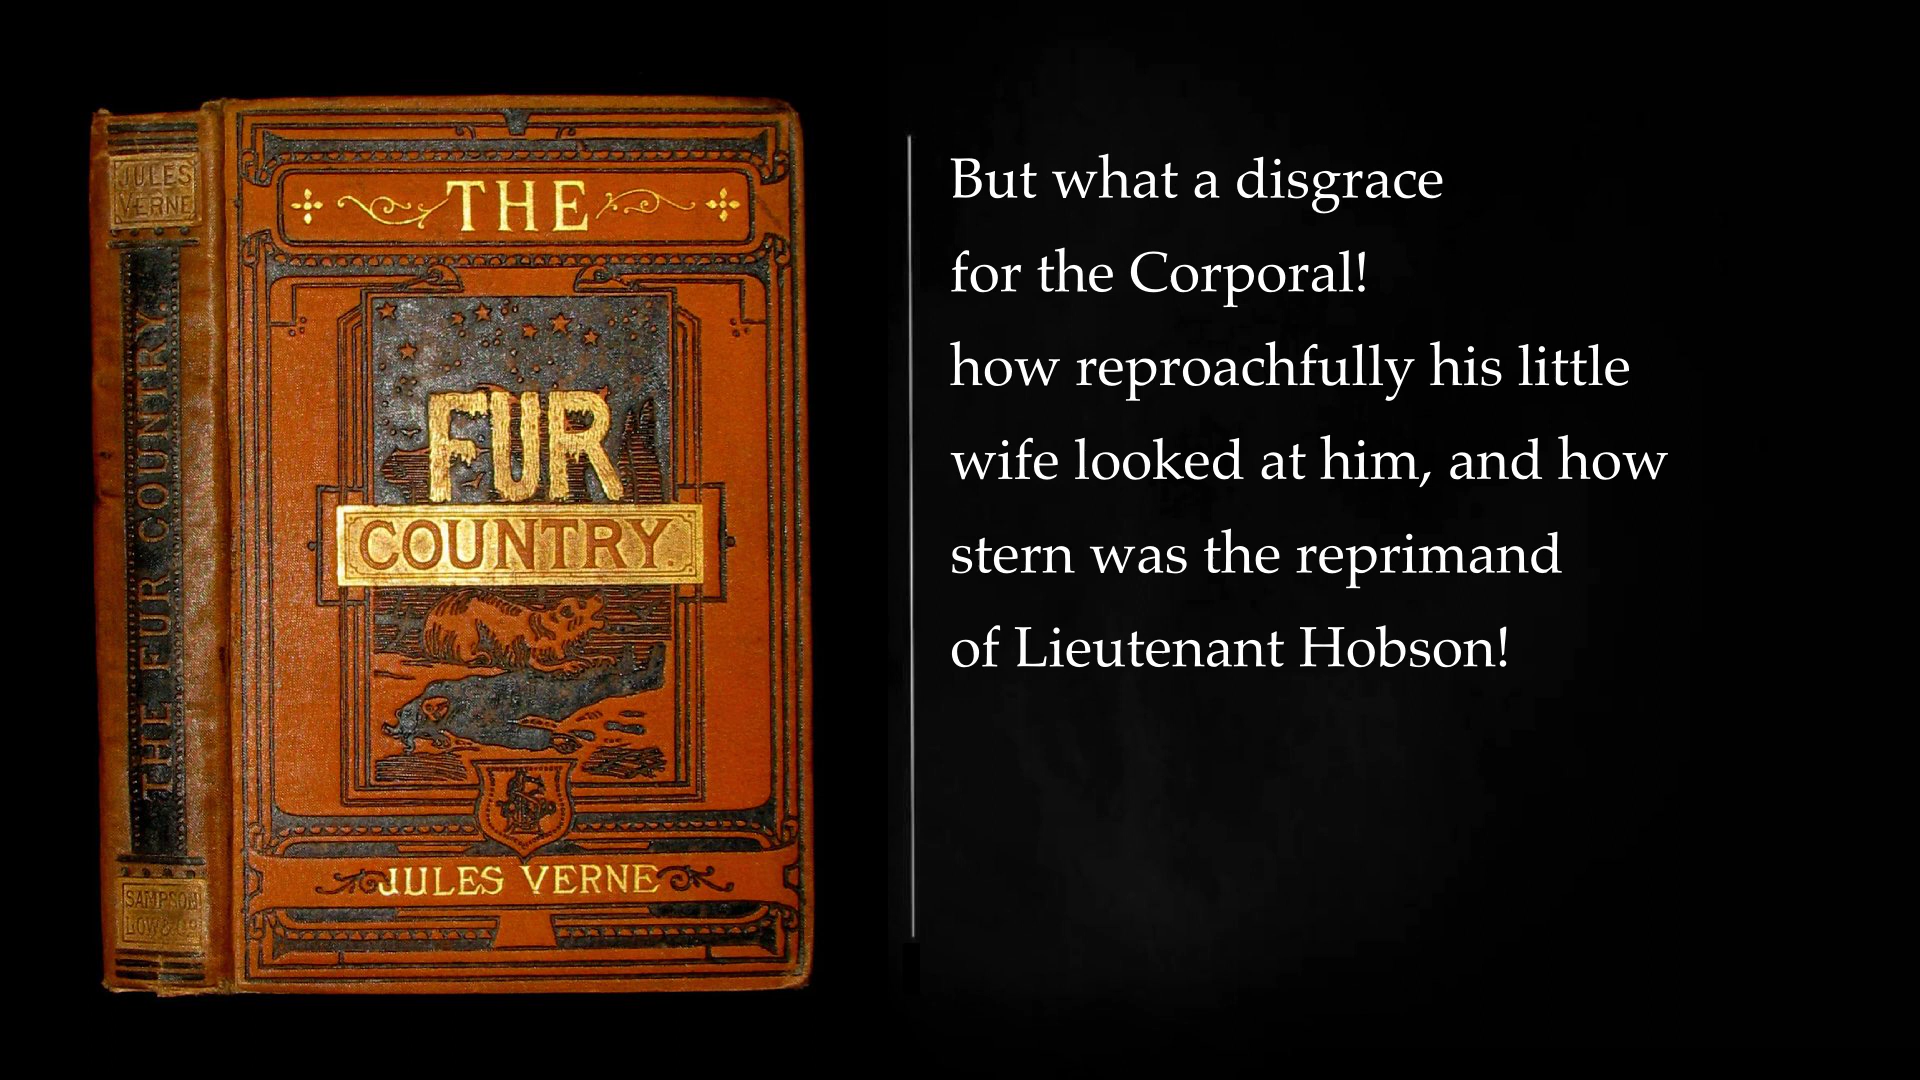 JULES
VERNE
THE FUR COUNTRY.
SAMPSON
LOW & Co
THE
FUR
COUNTRY.
JULES VERNE
But what a disgrace
for the Corporal!
how reproachfully his little
wife looked at him, and how
stern was the reprimand
of Lieutenant Hobson!